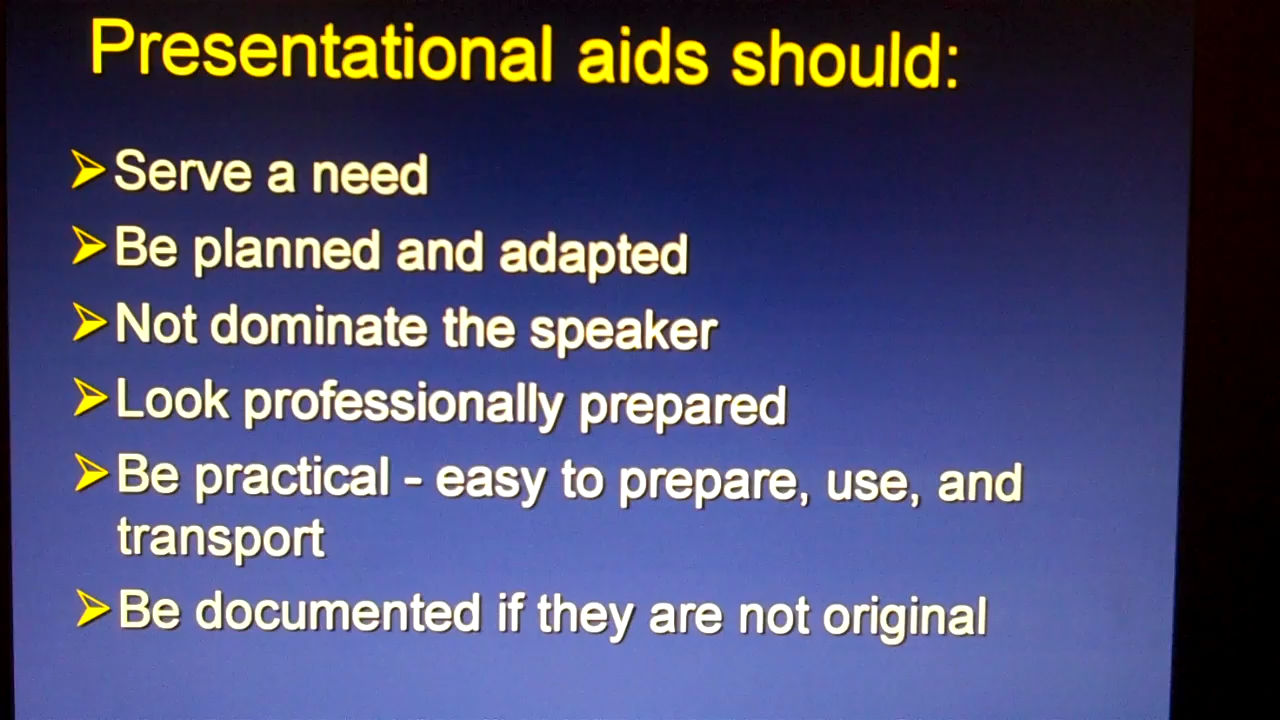 Presentational aids should:
Serve a need
Be planned and adapted
Not dominate the speaker
Look professionally prepared
Be practical - easy to prepare, use, and
transport
Be documented if they are not original